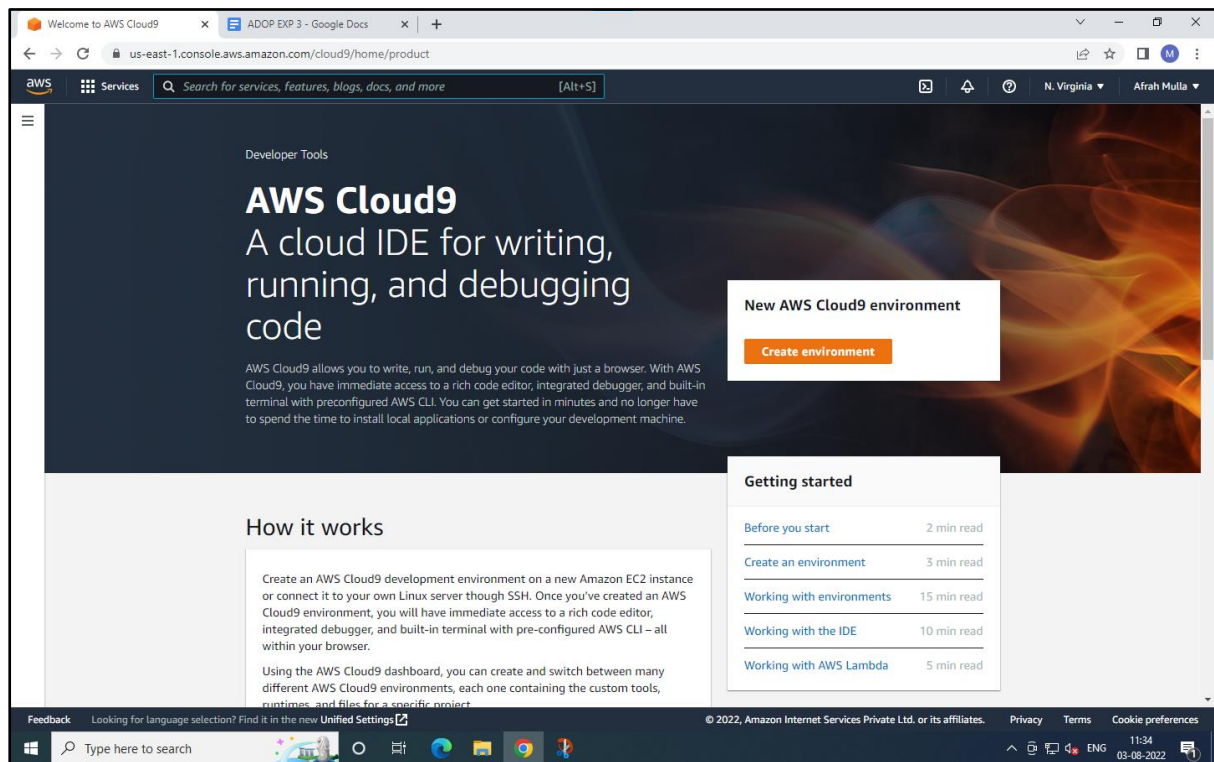 Welcome to AWS Cloud9
ADOP EXP 3 - Google Docs
us-east-1.console.aws.amazon.com/cloud9/home/product
M
aws
Services
Search for services, features, blogs, docs, and more
[Alt+S]
N. Virginia
Afrah Mulla
Developer Tools
AWS Cloud9
A cloud IDE for writing,
running, and debugging
code
AWS Cloud9 allows you to write, run, and debug your code with just a browser. With AWS
Cloud9, you have immediate access to a rich code editor, integrated debugger, and built-in
terminal with preconfigured AWS CLI. You can get started in minutes and no longer have
to spend the time to install local applications or configure your development machine.
New AWS Cloud9 environment
Create environment
Getting started
Before you start 2 min read
Create an environment 3 min read
Working with environments 15 min read
Working with the IDE 10 min read
Working with AWS Lambda 5 min read
How it works
Create an AWS Cloud9 development environment on a new Amazon EC2 instance
or connect it to your own Linux server though SSH. Once you've created an AWS
Cloud9 environment, you will have immediate access to a rich code editor,
integrated debugger, and built-in terminal with pre-configured AWS CLI – all
within your browser.
Using the AWS Cloud9 dashboard, you can create and switch between many
different AWS Cloud9 environments, each one containing the custom tools,
runtimes, and files for a specific project.
Feedback
Looking for language selection? Find it in the new Unified Settings
© 2022, Amazon Internet Services Private Ltd. or its affiliates.
Privacy
Terms
Cookie preferences
Type here to search
ENG
11:34
03-08-2022
1